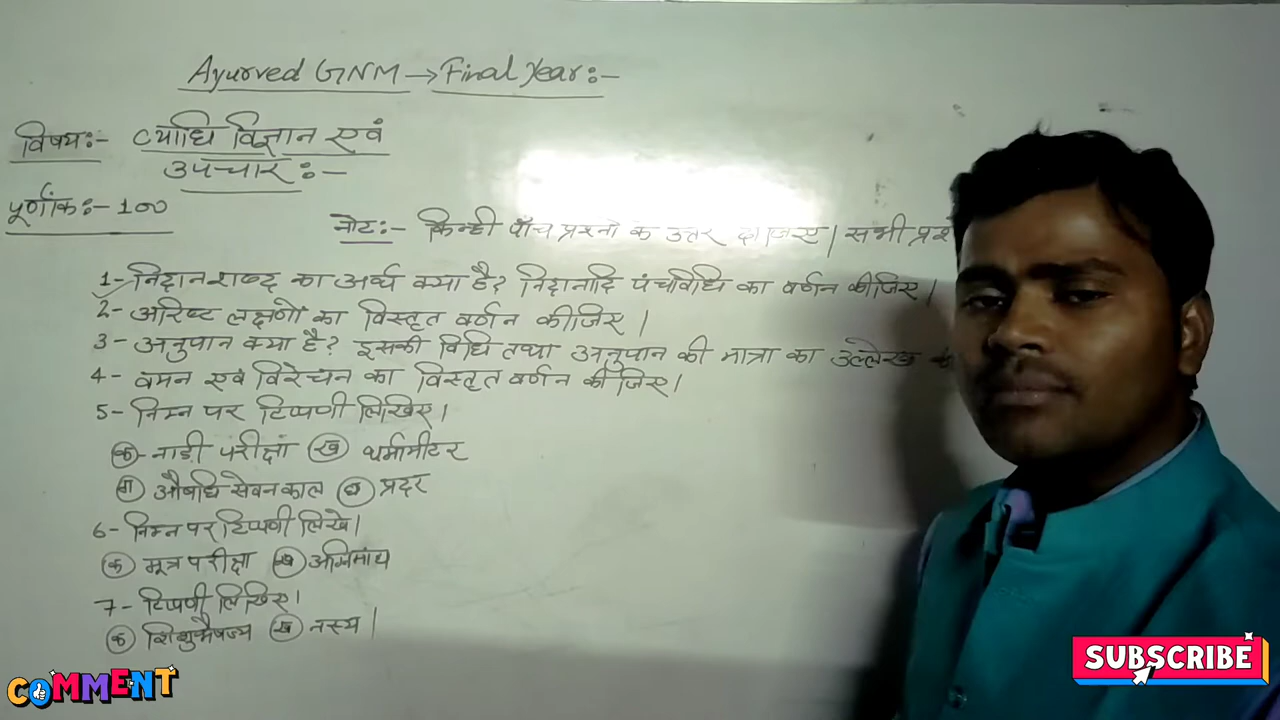 Ayurved GNM → Final Year:-
विषय:- व्याधि विज्ञान एवं
उपचार:-
पूर्णांक:- 100
नोट:- किन्ही पाँच प्रश्नो के उत्तर दीजिए। सभी
1- निदान शब्द का अर्थ क्या है? निदानादि पंचविधि का वर्णन कीजिए।
2- अरिष्ट लक्षणों का विस्तृत वर्णन कीजिए।
3- अनुपान क्या है? इसकी विधि तथा अनुपान की मात्रा का उल्लेख
4- वमन एवं विरेचन का विस्तृत वर्णन कीजिए।
5- निम्न पर टिप्पणी लिखिए।
क- नाड़ी परीक्षा ख थर्मामीटर
ग औषधि सेवन काल घ प्रदर
6- निम्न पर टिप्पणी लिखे।
क मूत्र परीक्षा ख अग्निमांद्य
7- टिप्पणी लिखिए।
क शिशुभैषज्य ख नस्य।
COMMENT
SUBSCRIBE